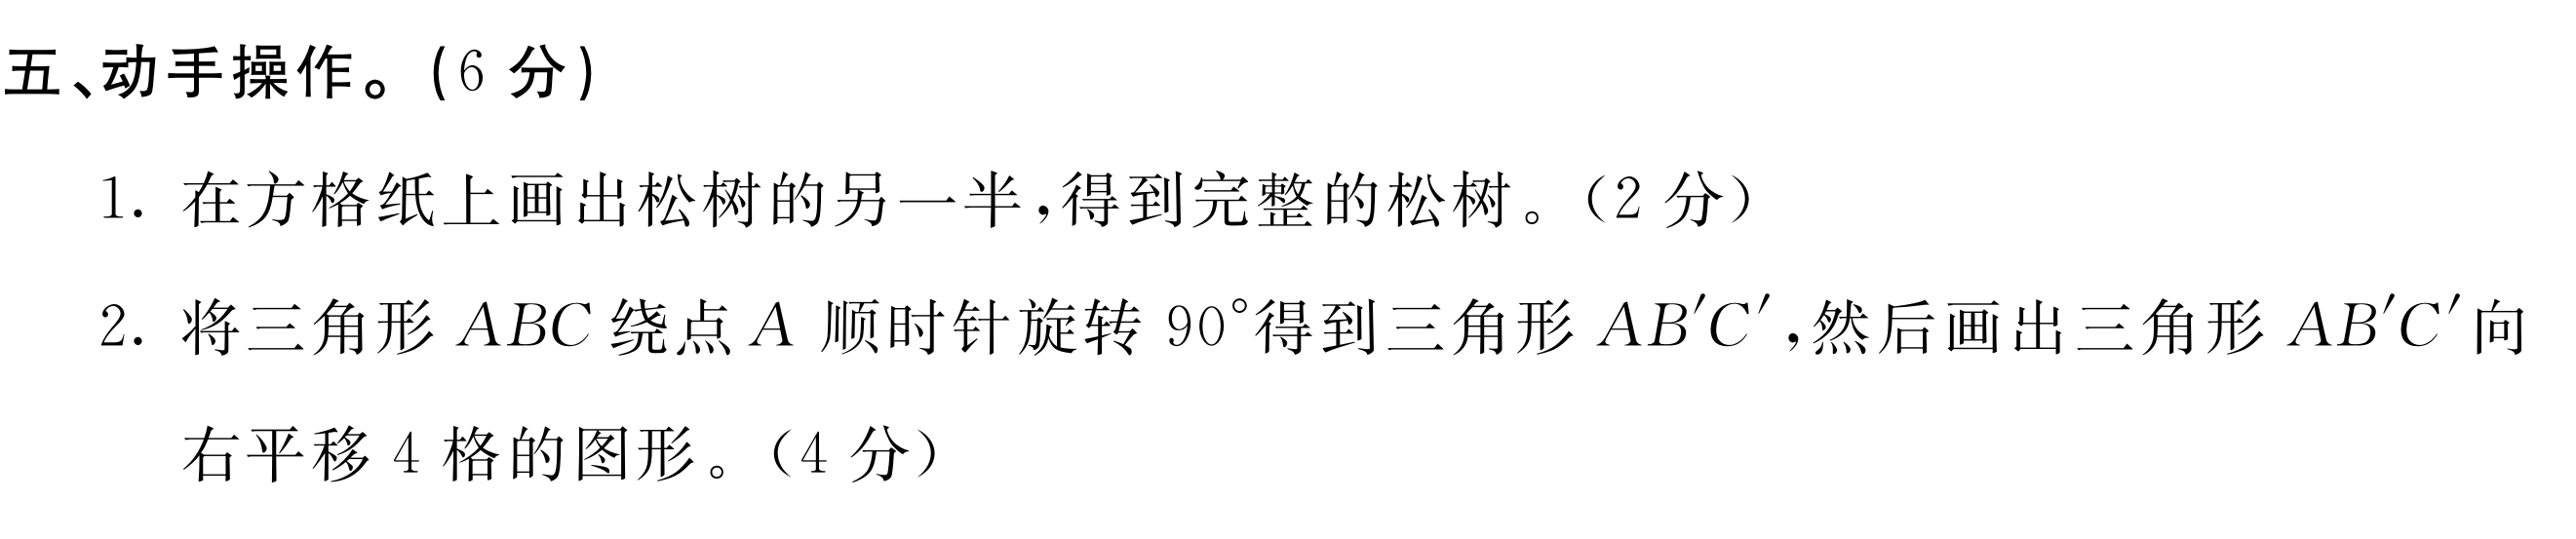 五、动手操作。(6 分)
1. 在方格纸上画出松树的另一半,得到完整的松树。(2 分)
2. 将三角形 ABC 绕点 A 顺时针旋转 90°得到三角形 AB′C′,然后画出三角形 AB′C′向
右平移 4 格的图形。(4 分)